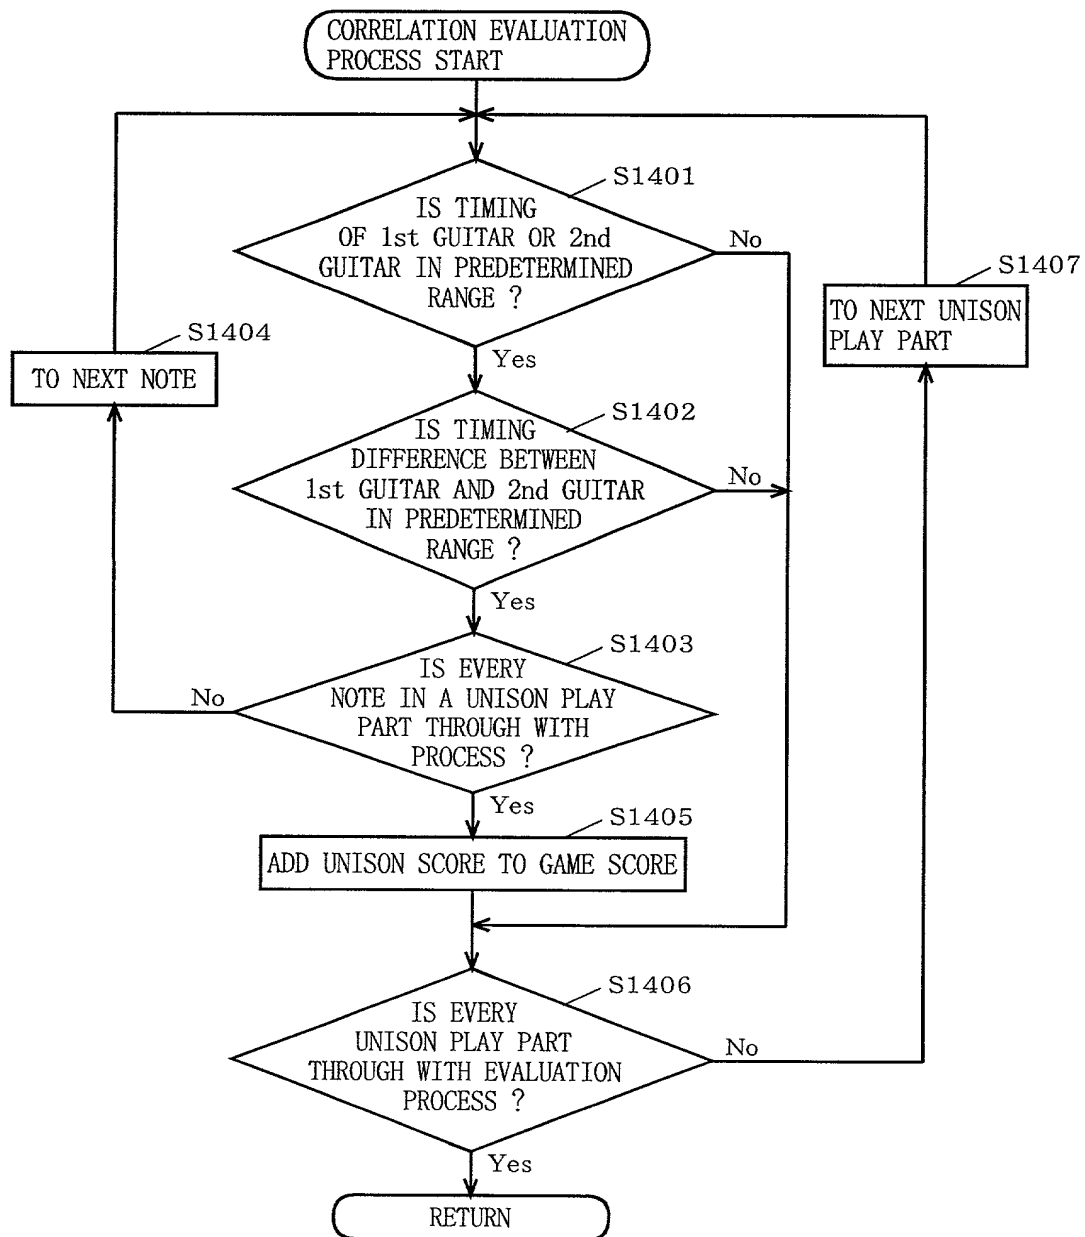 CORRELATION EVALUATION
PROCESS START
S1401
IS TIMING
OF 1st GUITAR OR 2nd
GUITAR IN PREDETERMINED
RANGE ?
No
Yes
S1407
TO NEXT UNISON
PLAY PART
S1404
TO NEXT NOTE
S1402
IS TIMING
DIFFERENCE BETWEEN
1st GUITAR AND 2nd GUITAR
IN PREDETERMINED
RANGE ?
No
Yes
S1403
IS EVERY
NOTE IN A UNISON PLAY
PART THROUGH WITH
PROCESS ?
No
Yes
S1405
ADD UNISON SCORE TO GAME SCORE
S1406
IS EVERY
UNISON PLAY PART
THROUGH WITH EVALUATION
PROCESS ?
No
Yes
RETURN